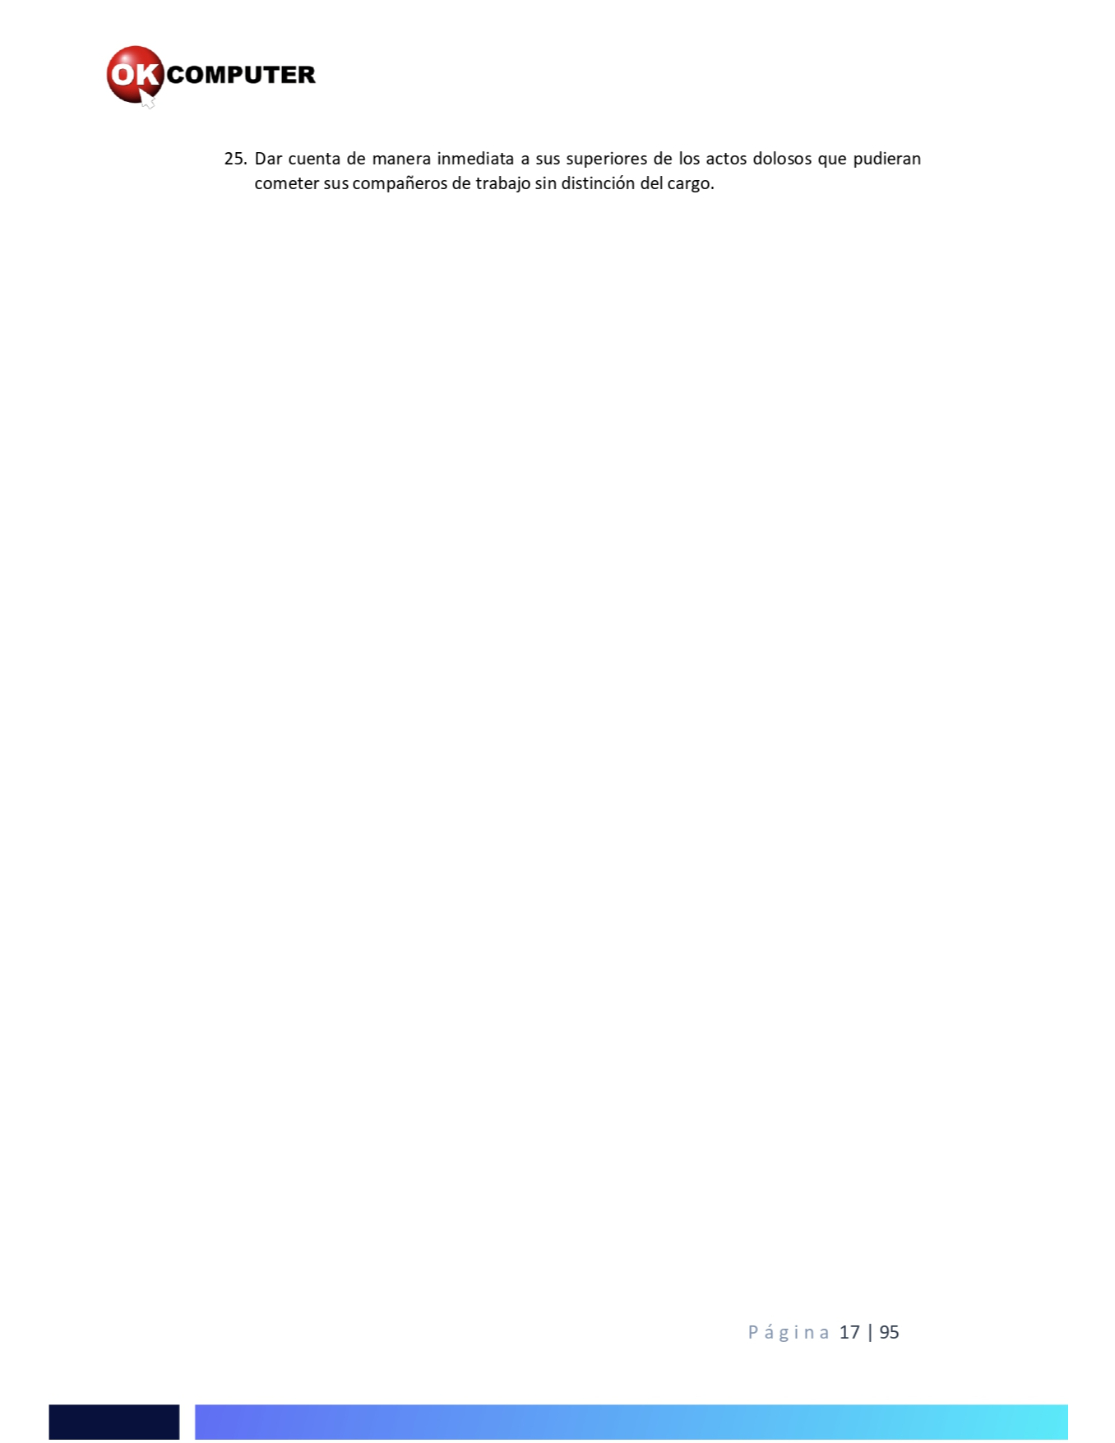 OK COMPUTER
25. Dar cuenta de manera inmediata a sus superiores de los actos dolosos que pudieran
cometer sus compañeros de trabajo sin distinción del cargo.
Página 17 | 95